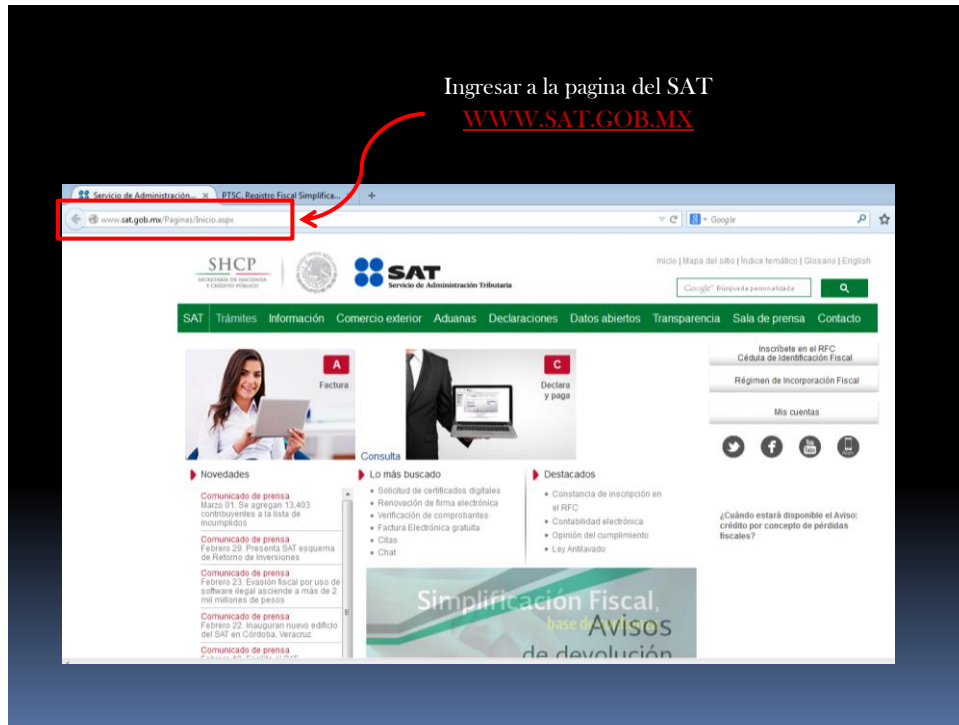 Ingresar a la pagina del SAT
WWW.SAT.GOB.MX
Servicio de Administración... ×
PTSC. Registro Fiscal Simplifica...
+
www.sat.gob.mx/Paginas/Inicio.aspx
Google
SHCP
SECRETARÍA DE HACIENDA
Y CRÉDITO PÚBLICO
SAT
Servicio de Administración Tributaria
Inicio | Mapa del sitio | Índice temático | Glosario | English
Google™ Búsqueda personalizada
SAT Trámites Información Comercio exterior Aduanas Declaraciones Datos abiertos Transparencia Sala de prensa Contacto
A
Factura
C
Declara
y paga
Consulta
Inscríbete en el RFC
Cédula de Identificación Fiscal
Régimen de Incorporación Fiscal
Mis cuentas
Novedades
Comunicado de prensa
Marzo 01. Se agregan 13,403
contribuyentes a la lista de
incumplidos
Comunicado de prensa
Febrero 29. Presenta SAT esquema
de Retorno de Inversiones
Comunicado de prensa
Febrero 23. Evasión fiscal por uso de
software ilegal asciende a más de 2
mil millones de pesos
Comunicado de prensa
Febrero 22. Inauguran nuevo edificio
del SAT en Córdoba, Veracruz
Comunicado de prensa
Lo más buscado
Solicitud de certificados digitales
Renovación de firma electrónica
Verificación de comprobantes
Factura Electrónica gratuita
Citas
Chat
Destacados
Constancia de inscripción en
el RFC
Contabilidad electrónica
Opinión del cumplimiento
Ley Antilavado
¿Cuándo estará disponible el Aviso:
crédito por concepto de pérdidas
fiscales?
Simplificación Fiscal,
base de
Avisos
de devolución